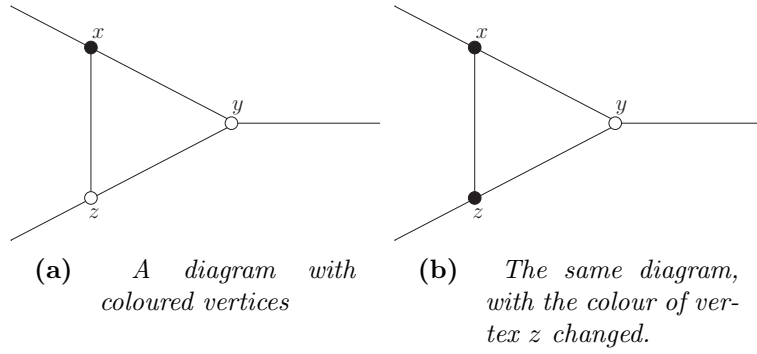 x
y
z
(a) A diagram with
coloured vertices
x
y
z
(b) The same diagram,
with the colour of ver-
tex z changed.